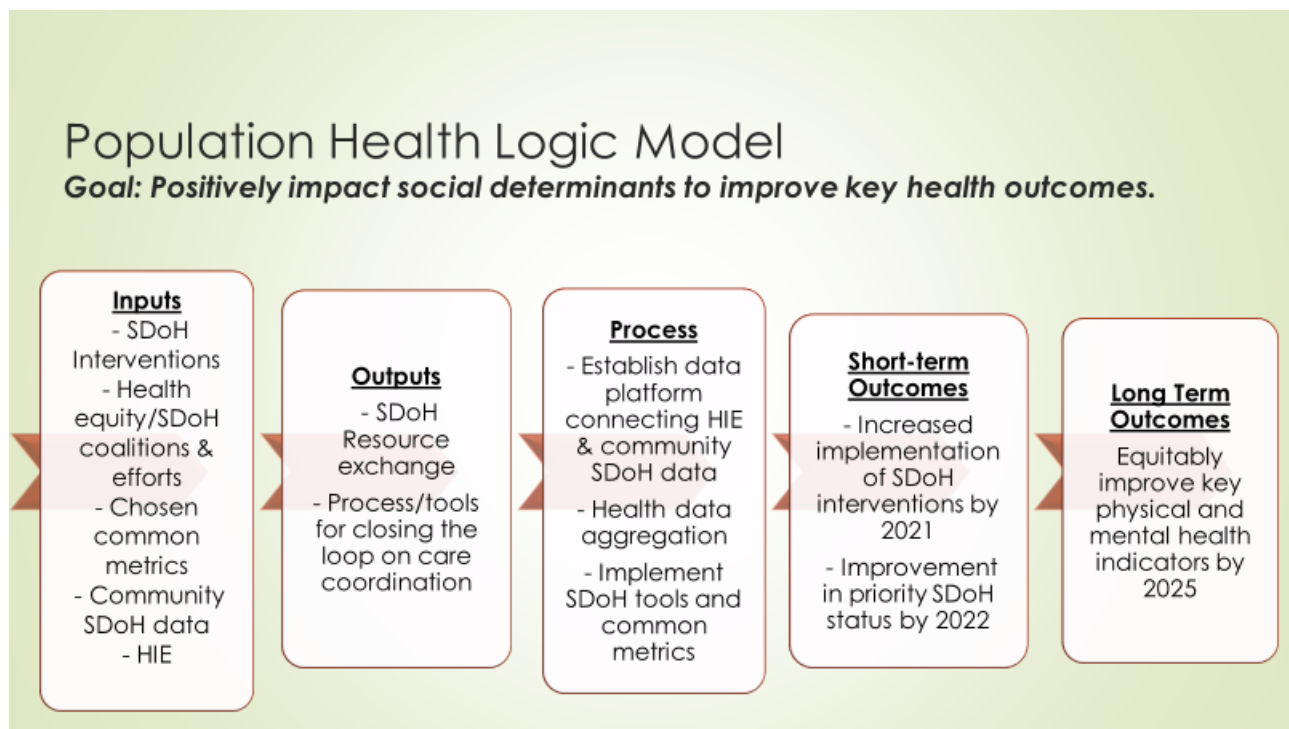 Population Health Logic Model
Goal: Positively impact social determinants to improve key health outcomes.
Inputs
- SDoH
Interventions
- Health
equity/SDoH
coalitions &
efforts
- Chosen
common
metrics
- Community
SDoH data
- HIE
Outputs
- SDoH
Resource
exchange
- Process/tools
for closing the
loop on care
coordination
Process
- Establish data
platform
connecting HIE
& community
SDoH data
- Health data
aggregation
- Implement
SDoH tools and
common
metrics
Short-term
Outcomes
- Increased
implementation
of SDoH
interventions by
2021
- Improvement
in priority SDoH
status by 2022
Long Term
Outcomes
Equitably
improve key
physical and
mental health
indicators by
2025